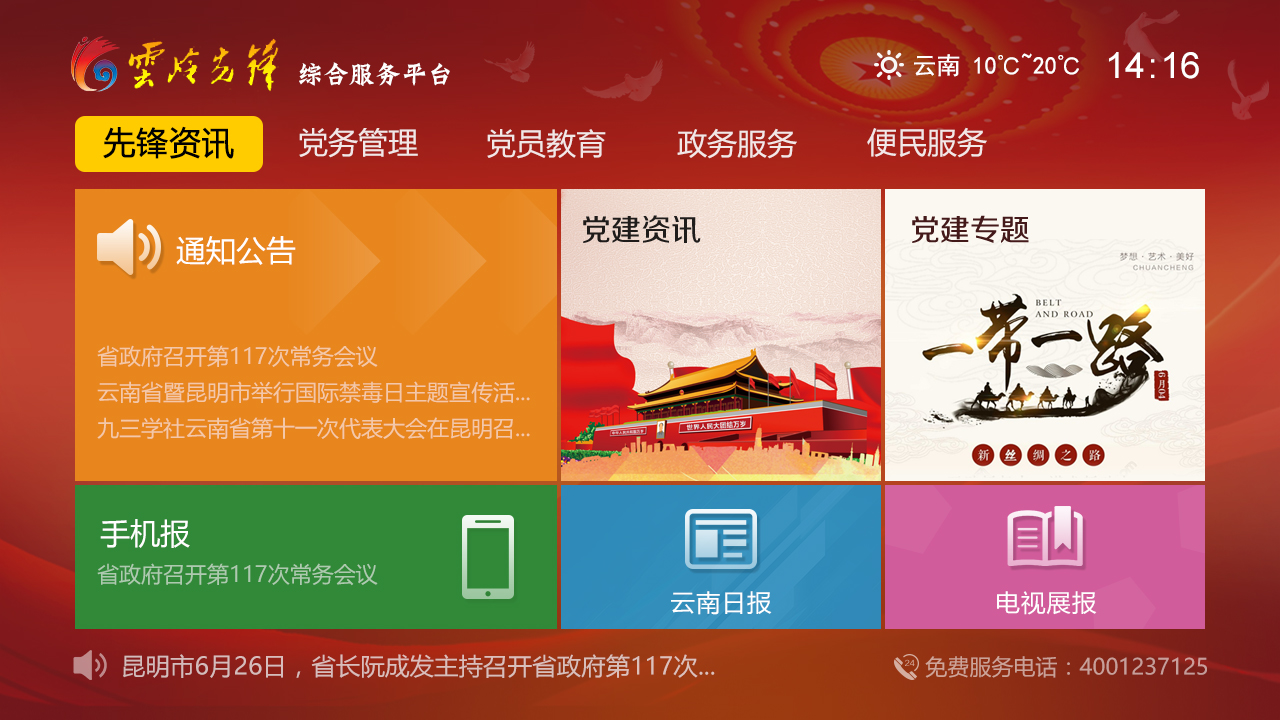 雲岭先锋 综合服务平台
云南 10℃~20℃ 14:16
先锋资讯 党务管理 党员教育 政务服务 便民服务
通知公告
省政府召开第117次常务会议
云南省暨昆明市举行国际禁毒日主题宣传活...
九三学社云南省第十一次代表大会在昆明召...
党建资讯
世界人民大团结万岁
党建专题
梦想·艺术·美好
CHUANCHENG
BELT
AND ROAD
一带一路
6月04
新丝绸之路
手机报
省政府召开第117次常务会议
云南日报
电视展报
昆明市6月26日，省长阮成发主持召开省政府第117次...
24
免费服务电话：4001237125